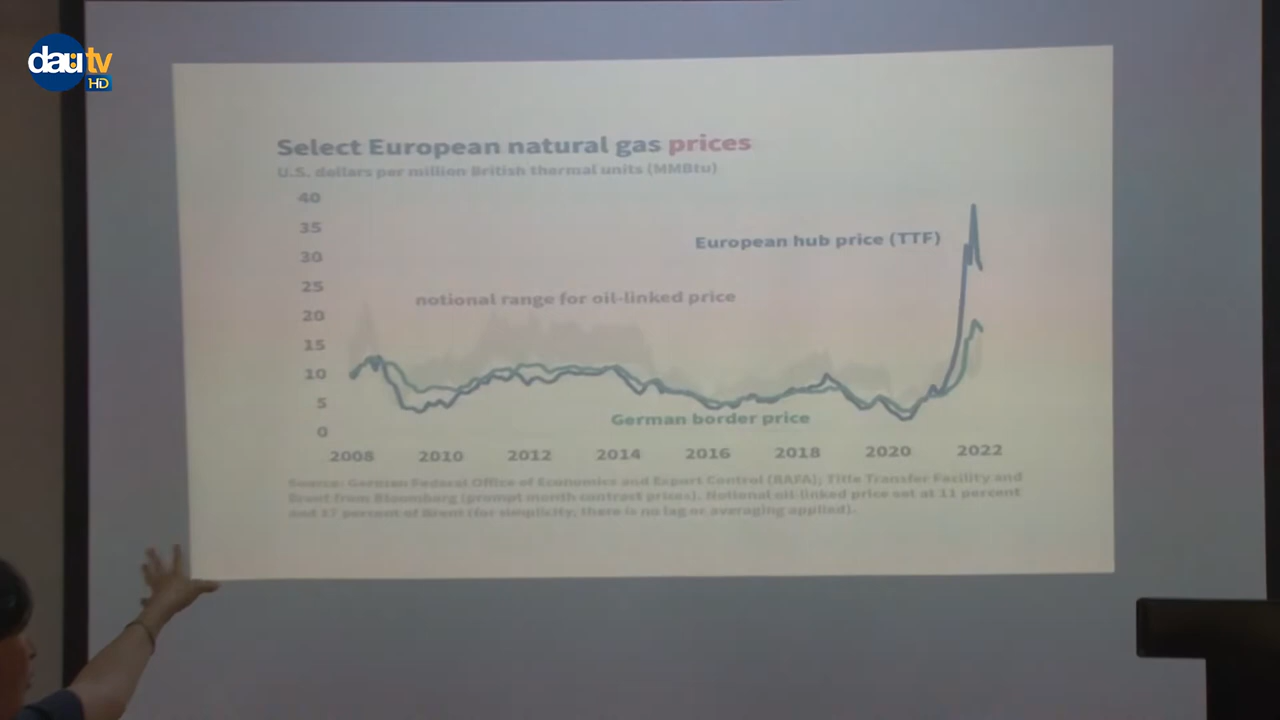 dau:tv
HD
Select European natural gas prices
U.S. dollars per million British thermal units (MMBtu)
40
35
European hub price (TTF)
30
25
notional range for oil-linked price
20
15
10
5
German border price
0
2008 2010 2012 2014 2016 2018 2020 2022
Source: German Federal Office of Economics and Export Control (BAFA); Title Transfer Facility and
Brent from Bloomberg (prompt month contract prices). Notional oil-linked price set at 11 percent
and 17 percent of Brent (for simplicity, there is no lag or averaging applied).